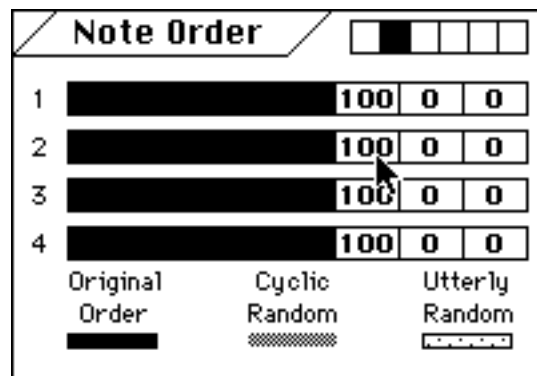 Note Order
1 100 0 0
2 100 0 0
3 100 0 0
4 100 0 0
Original Cyclic Utterly
Order Random Random